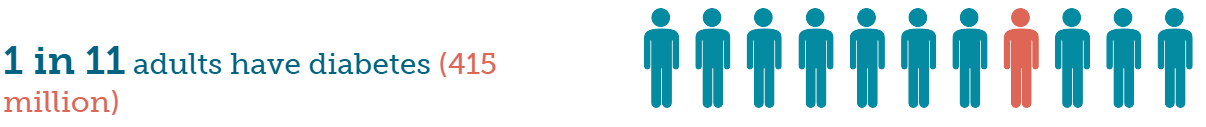 1 in 11 adults have diabetes (415
million)